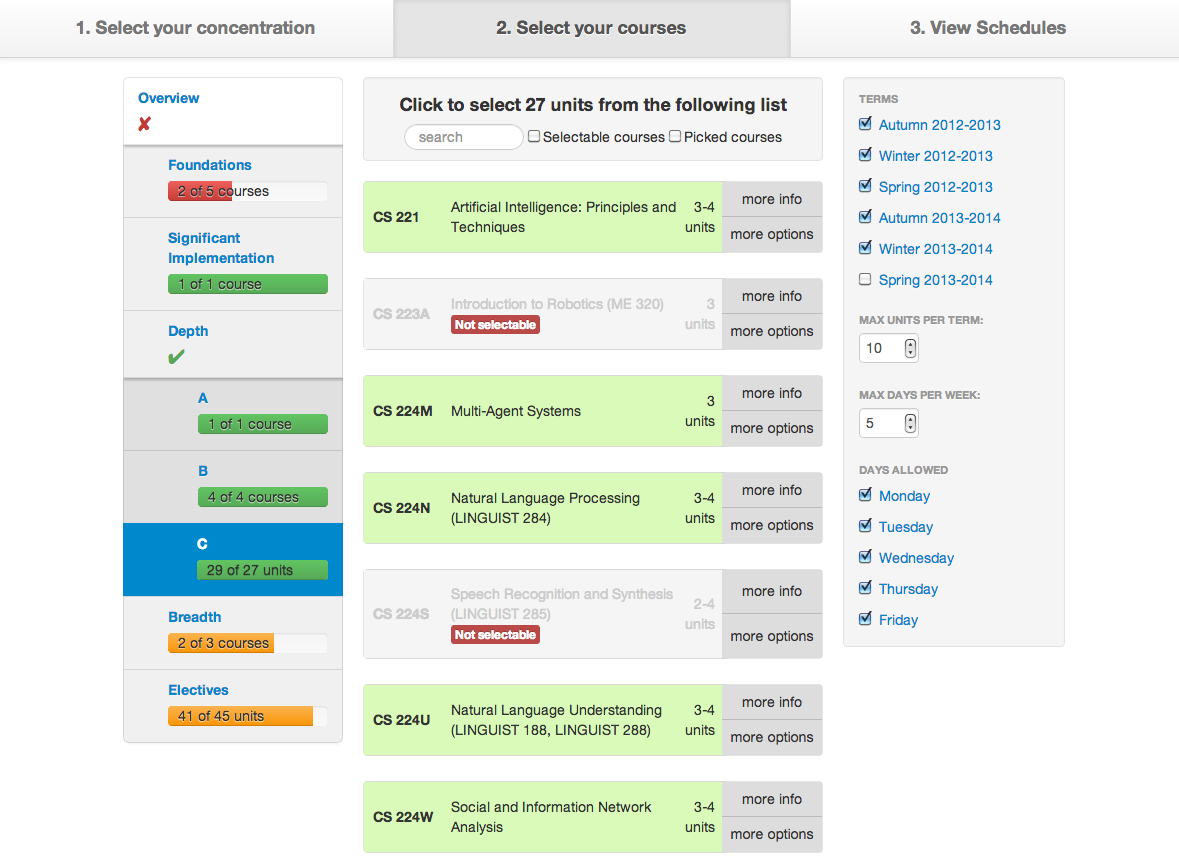 1. Select your concentration
2. Select your courses
3. View Schedules
Overview
Foundations
2 of 5 courses
Significant
Implementation
1 of 1 course
Depth
A
1 of 1 course
B
4 of 4 courses
C
29 of 27 units
Breadth
2 of 3 courses
Electives
41 of 45 units
Click to select 27 units from the following list
search
Selectable courses
Picked courses
CS 221
Artificial Intelligence: Principles and
Techniques
3-4
units
more info
more options
CS 223A
Introduction to Robotics (ME 320)
Not selectable
3
units
more info
more options
CS 224M
Multi-Agent Systems
3
units
more info
more options
CS 224N
Natural Language Processing
(LINGUIST 284)
3-4
units
more info
more options
CS 224S
Speech Recognition and Synthesis
(LINGUIST 285)
Not selectable
2-4
units
more info
more options
CS 224U
Natural Language Understanding
(LINGUIST 188, LINGUIST 288)
3-4
units
more info
more options
CS 224W
Social and Information Network
Analysis
3-4
units
more info
more options
TERMS
Autumn 2012-2013
Winter 2012-2013
Spring 2012-2013
Autumn 2013-2014
Winter 2013-2014
Spring 2013-2014
MAX UNITS PER TERM:
10
MAX DAYS PER WEEK:
5
DAYS ALLOWED
Monday
Tuesday
Wednesday
Thursday
Friday